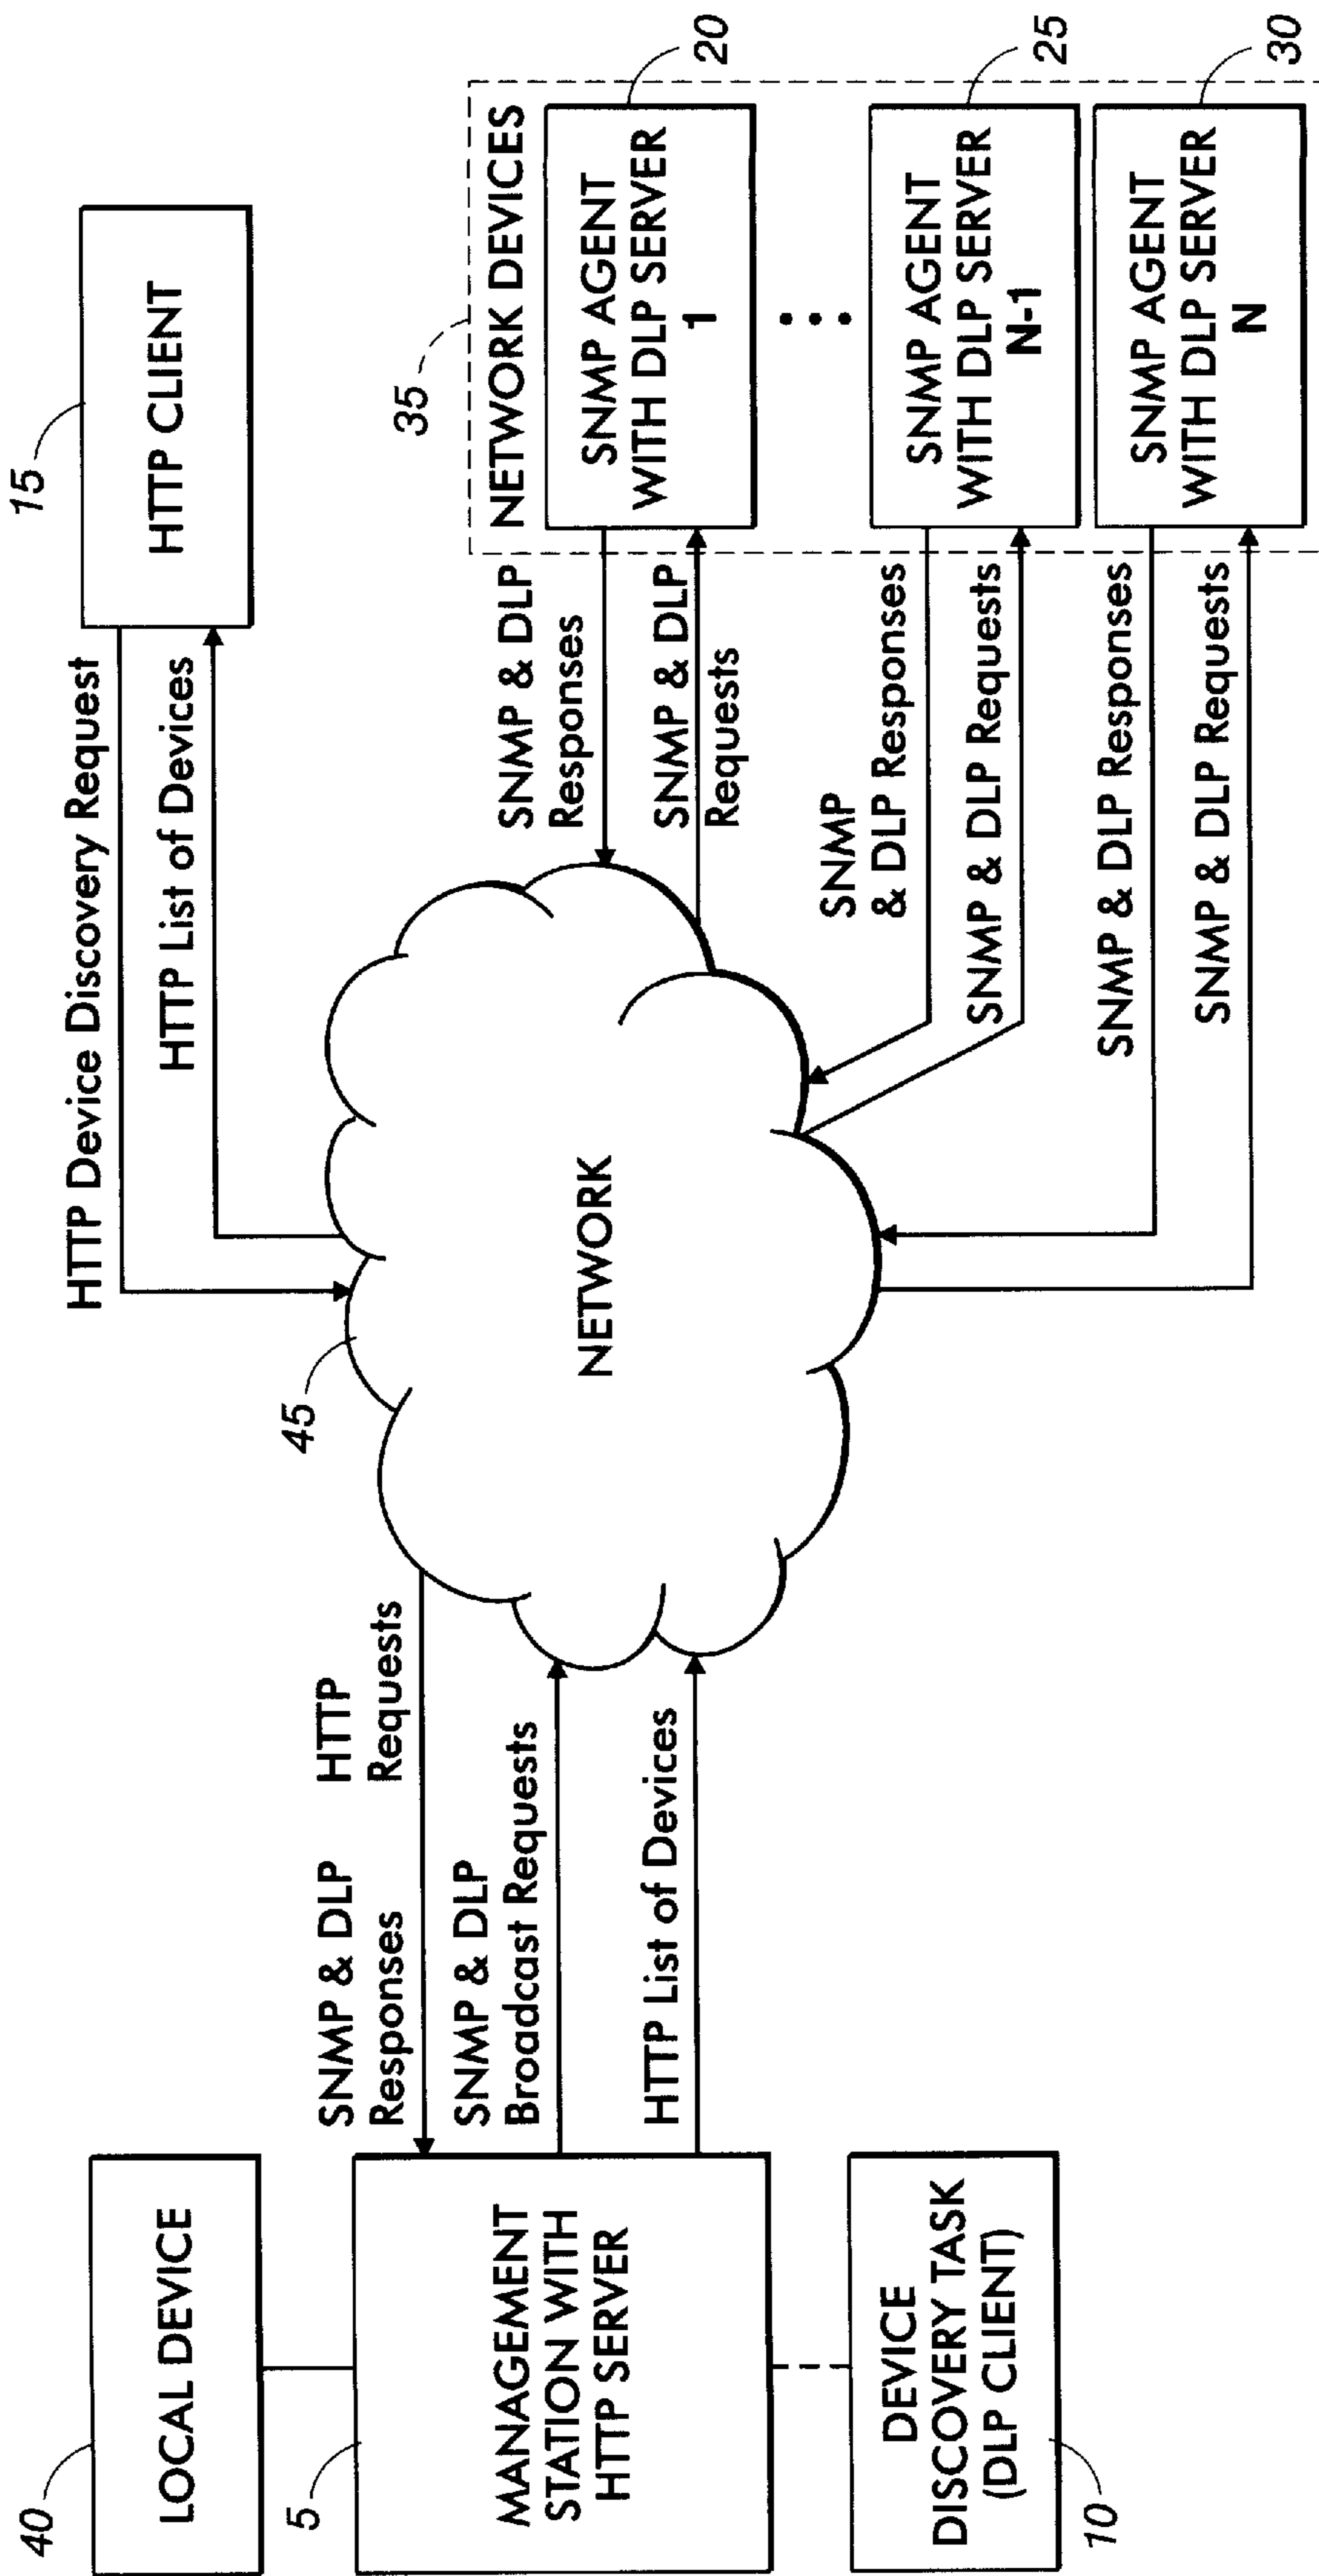 40
LOCAL DEVICE
5
MANAGEMENT
STATION WITH
HTTP SERVER
DEVICE
DISCOVERY TASK
(DLP CLIENT)
10
SNMP & DLP
Responses
HTTP
Requests
SNMP & DLP
Broadcast Requests
HTTP List of Devices
45
NETWORK
HTTP Device Discovery Request
HTTP List of Devices
15
HTTP CLIENT
SNMP & DLP
Responses
SNMP & DLP
Requests
SNMP
& DLP Responses
SNMP & DLP Requests
SNMP & DLP Responses
SNMP & DLP Requests
35
NETWORK DEVICES
SNMP AGENT
WITH DLP SERVER
1
20
SNMP AGENT
WITH DLP SERVER
N-1
25
SNMP AGENT
WITH DLP SERVER
N
30